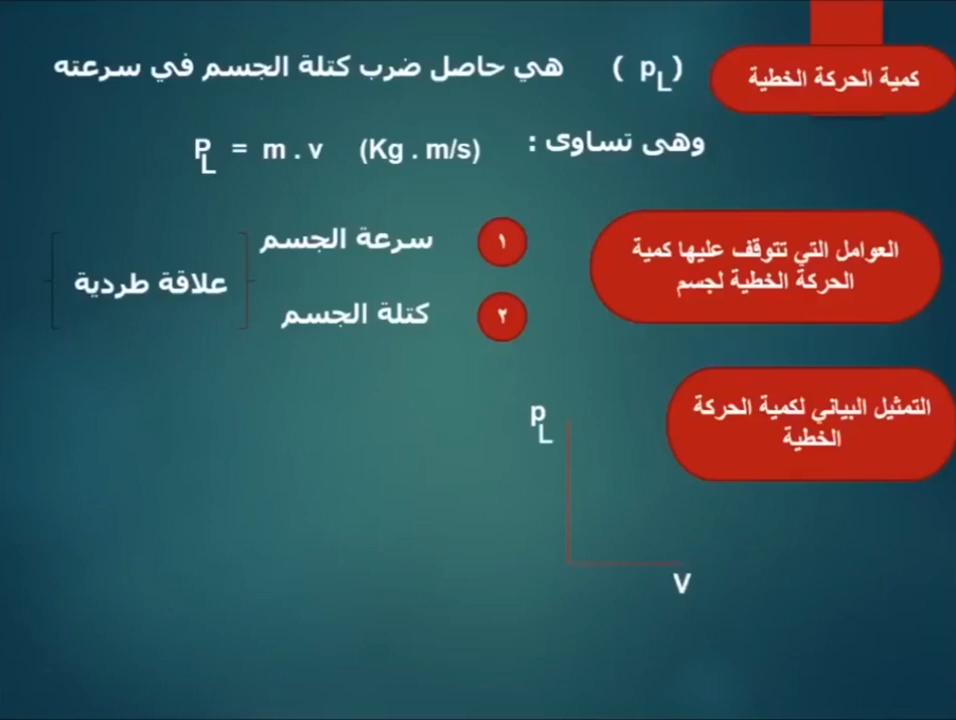 كمية الحركة الخطية
(pL ) هي حاصل ضرب كتلة الجسم في سرعته
وهى تساوى :
PL = m . v (Kg . m/s)
العوامل التي تتوقف عليها كمية
الحركة الخطية لجسم
١ سرعة الجسم
٢ كتلة الجسم
علاقة طردية
التمثيل البياني لكمية الحركة
الخطية
pL
V